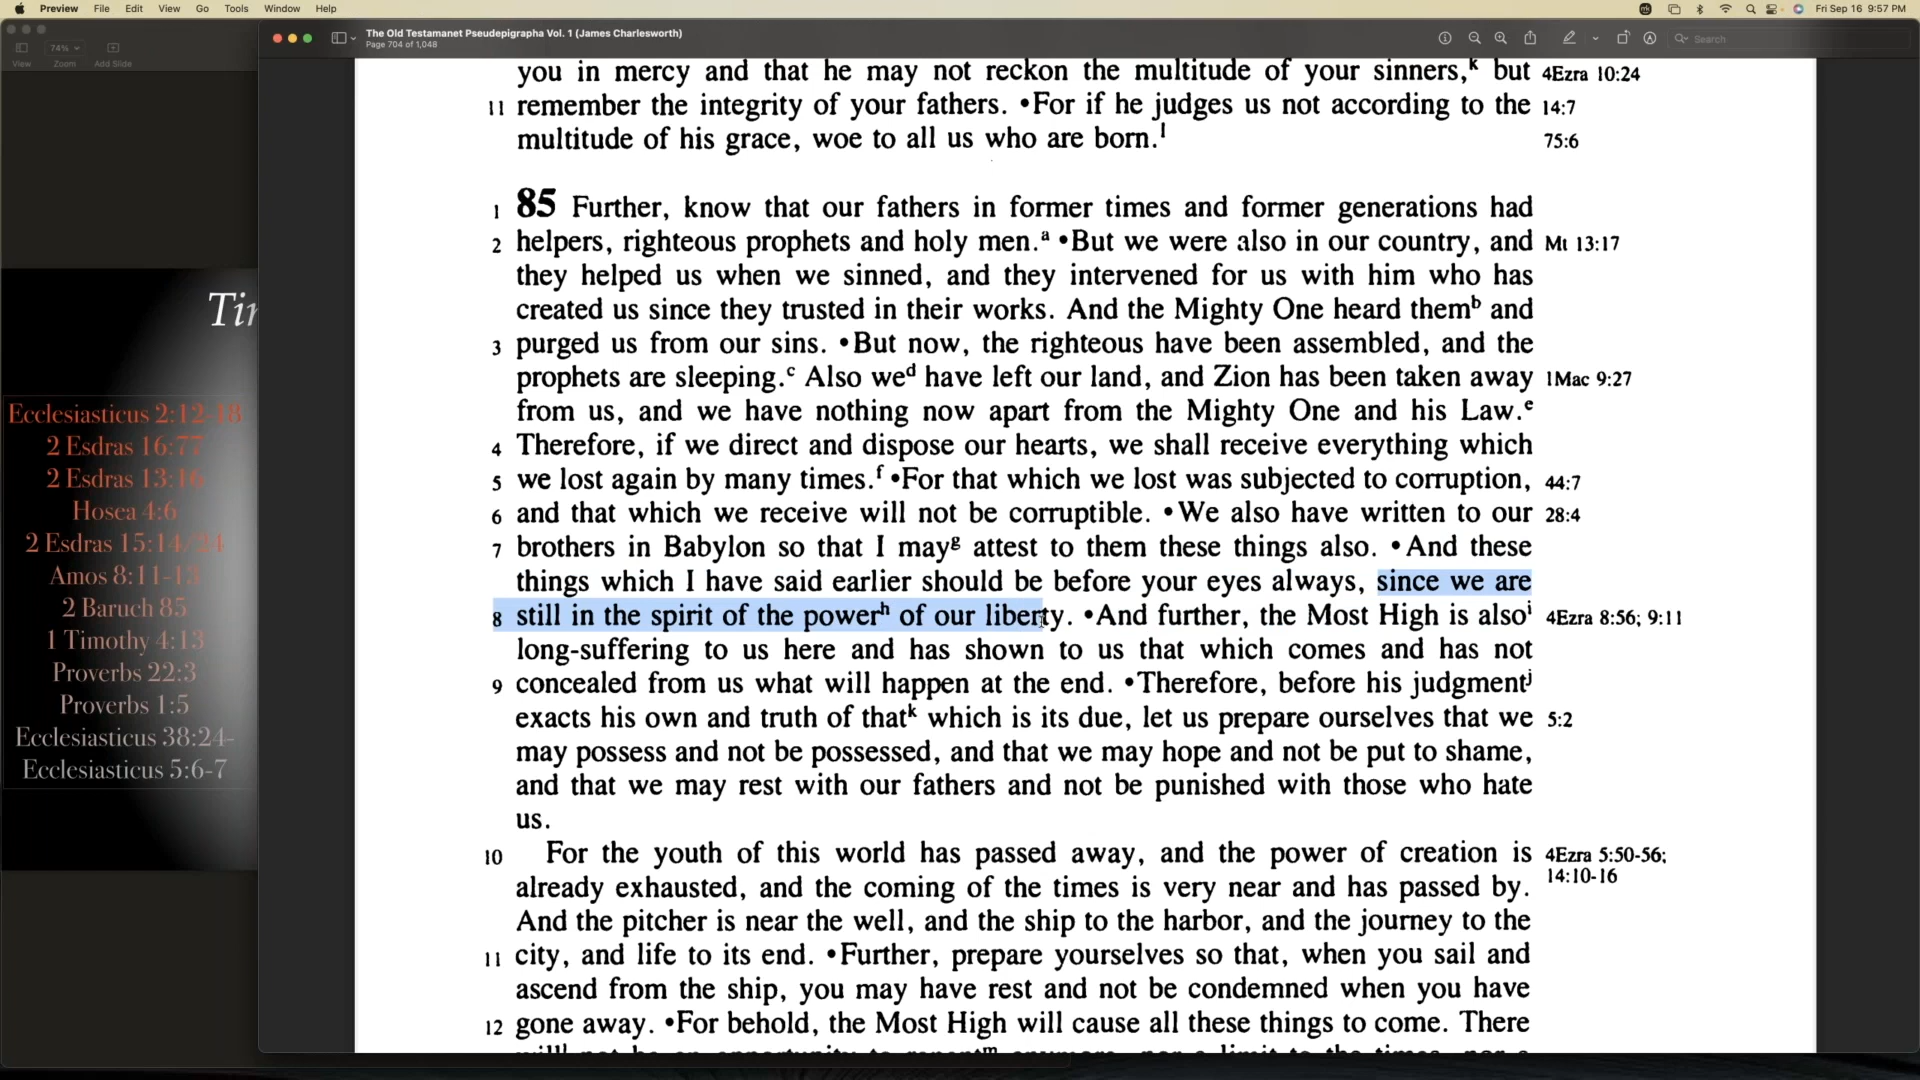 Preview File Edit View Go Tools Window Help
Fri Sep 16 9:57 PM
74%
View Zoom Add Slide
The Old Testamanet Pseudepigrapha Vol. 1 (James Charlesworth)
Page 704 of 1,048
Search
Ecclesiasticus 2:12-18
2 Esdras 16:77
2 Esdras 13:16
Hosea 4:6
2 Esdras 15:14/24
Amos 8:11-13
2 Baruch 85
1 Timothy 4:13
Proverbs 22:3
Proverbs 1:5
Ecclesiasticus 38:24-
Ecclesiasticus 5:6-7
you in mercy and that he may not reckon the multitude of your sinners,k but 4Ezra 10:24
11 remember the integrity of your fathers. •For if he judges us not according to the 14:7
multitude of his grace, woe to all us who are born.l 75:6
1 85 Further, know that our fathers in former times and former generations had
2 helpers, righteous prophets and holy men.a •But we were also in our country, and Mt 13:17
they helped us when we sinned, and they intervened for us with him who has
created us since they trusted in their works. And the Mighty One heard themb and
3 purged us from our sins. •But now, the righteous have been assembled, and the
prophets are sleeping.c Also wed have left our land, and Zion has been taken away 1Mac 9:27
from us, and we have nothing now apart from the Mighty One and his Law.e
4 Therefore, if we direct and dispose our hearts, we shall receive everything which
5 we lost again by many times.f •For that which we lost was subjected to corruption, 44:7
6 and that which we receive will not be corruptible. •We also have written to our 28:4
7 brothers in Babylon so that I mayg attest to them these things also. •And these
things which I have said earlier should be before your eyes always, since we are
8 still in the spirit of the powerh of our liberty. •And further, the Most High is alsoi 4Ezra 8:56; 9:11
long-suffering to us here and has shown to us that which comes and has not
9 concealed from us what will happen at the end. •Therefore, before his judgmentj
exacts his own and truth of thatk which is its due, let us prepare ourselves that we 5:2
may possess and not be possessed, and that we may hope and not be put to shame,
and that we may rest with our fathers and not be punished with those who hate
us.
10 For the youth of this world has passed away, and the power of creation is 4Ezra 5:50-56;
already exhausted, and the coming of the times is very near and has passed by. 14:10-16
And the pitcher is near the well, and the ship to the harbor, and the journey to the
11 city, and life to its end. •Further, prepare yourselves so that, when you sail and
ascend from the ship, you may have rest and not be condemned when you have
12 gone away. •For behold, the Most High will cause all these things to come. There